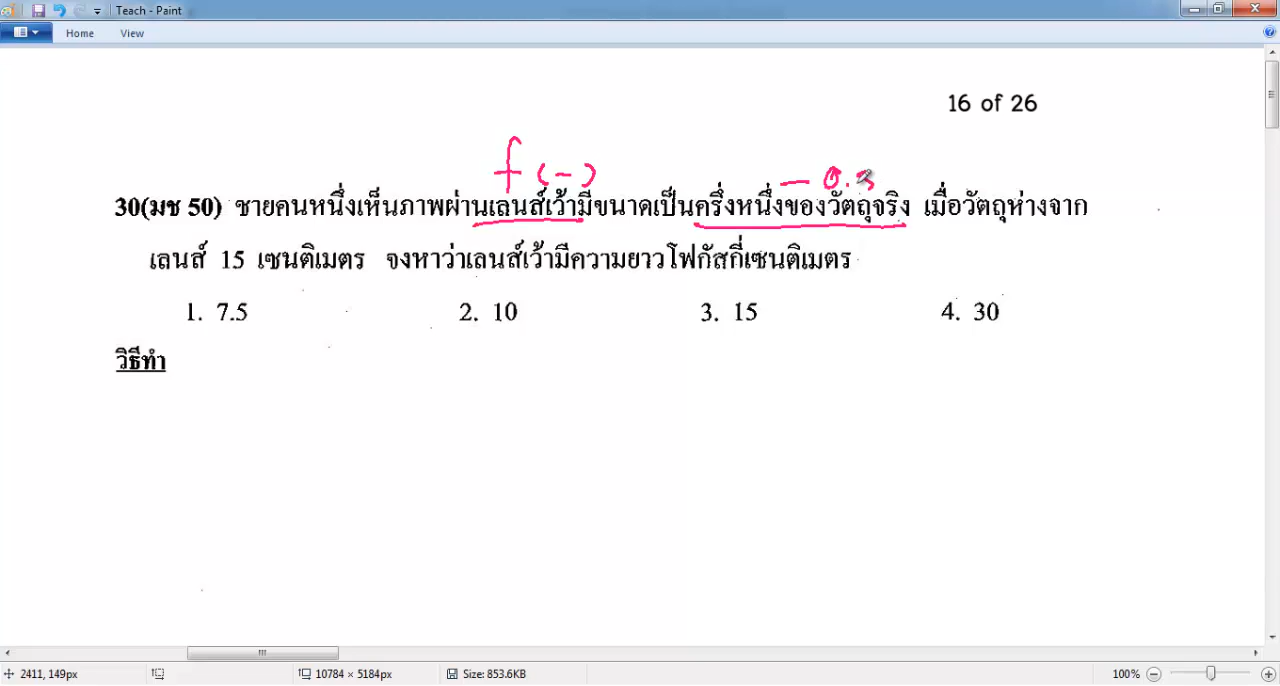 Teach - Paint
Home View
16 of 26
f (-) - 0.5
30(มช 50) ชายคนหนึ่งเห็นภาพผ่านเลนส์เว้ามีขนาดเป็นครึ่งหนึ่งของวัตถุจริง เมื่อวัตถุห่างจาก
เลนส์ 15 เซนติเมตร จงหาว่าเลนส์เว้ามีความยาวโฟกัสกี่เซนติเมตร
1. 7.5 2. 10 3. 15 4. 30
วิธีทำ
2411, 149px 10784 × 5184px Size: 853.6KB 100%